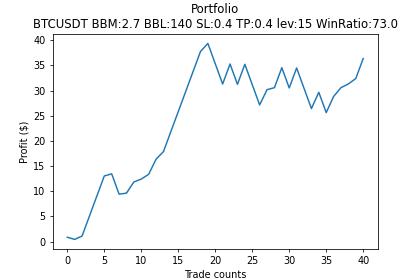 Portfolio
BTCUSDT BBM:2.7 BBL:140 SL:0.4 TP:0.4 lev:15 WinRatio:73.0
40
35
30
25
20
15
10
5
0
Profit ($)
0 5 10 15 20 25 30 35 40
Trade counts